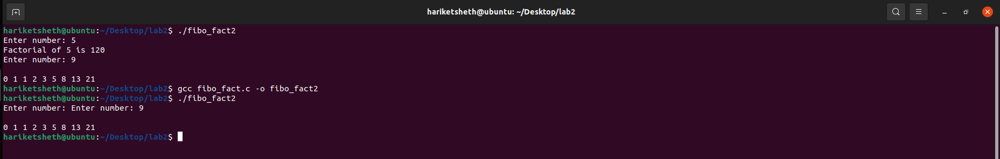 hariketsheth@ubuntu: ~/Desktop/lab2
hariketsheth@ubuntu:~/Desktop/lab2$ ./fibo_fact2
Enter number: 5
Factorial of 5 is 120
Enter number: 9
0 1 1 2 3 5 8 13 21
hariketsheth@ubuntu:~/Desktop/lab2$ gcc fibo_fact.c -o fibo_fact2
hariketsheth@ubuntu:~/Desktop/lab2$ ./fibo_fact2
Enter number: Enter number: 9
0 1 1 2 3 5 8 13 21
hariketsheth@ubuntu:~/Desktop/lab2$